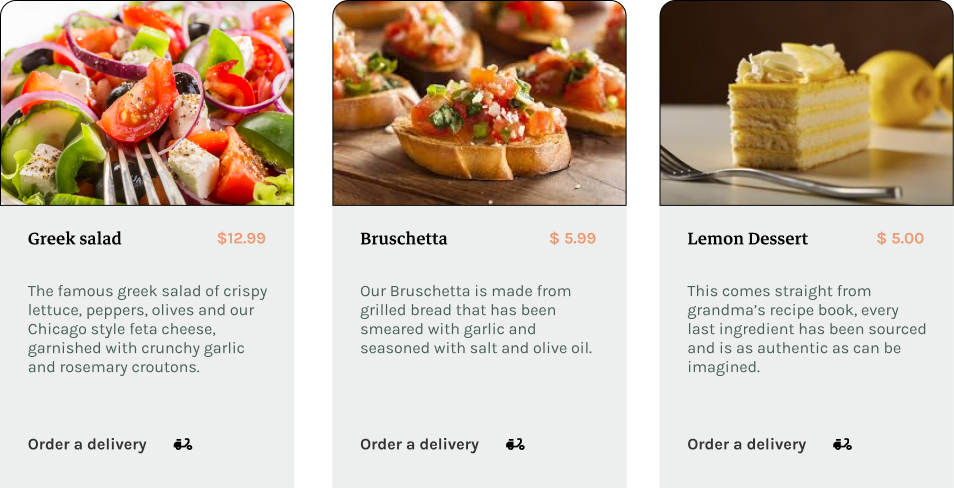 Greek salad $12.99
The famous greek salad of crispy
lettuce, peppers, olives and our
Chicago style feta cheese,
garnished with crunchy garlic
and rosemary croutons.
Order a delivery
Bruschetta $ 5.99
Our Bruschetta is made from
grilled bread that has been
smeared with garlic and
seasoned with salt and olive oil.
Order a delivery
Lemon Dessert $ 5.00
This comes straight from
grandma’s recipe book, every
last ingredient has been sourced
and is as authentic as can be
imagined.
Order a delivery